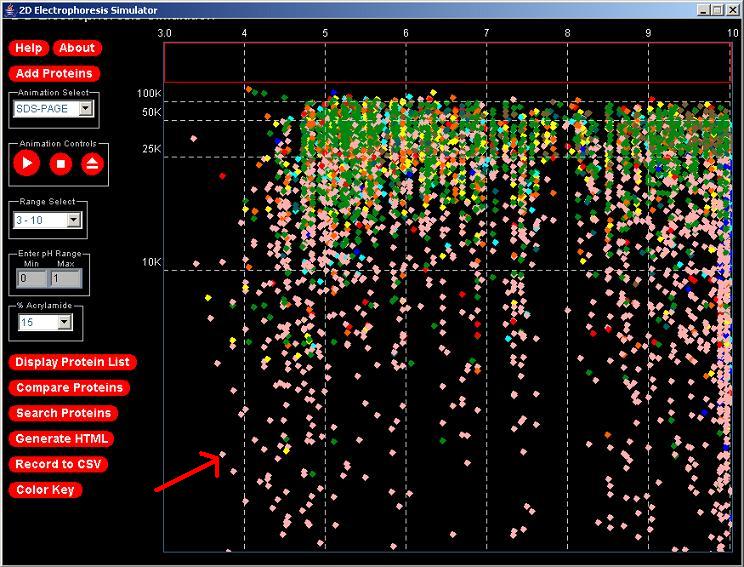 2D Electrophoresis Simulator
Help
About
Add Proteins
Animation Select
SDS-PAGE
Animation Controls
Range Select
3 - 10
Enter pH Range
Min Max
0 1
% Acrylamide
15
Display Protein List
Compare Proteins
Search Proteins
Generate HTML
Record to CSV
Color Key
3.0 4 5 6 7 8 9 10
100K
50K
25K
10K